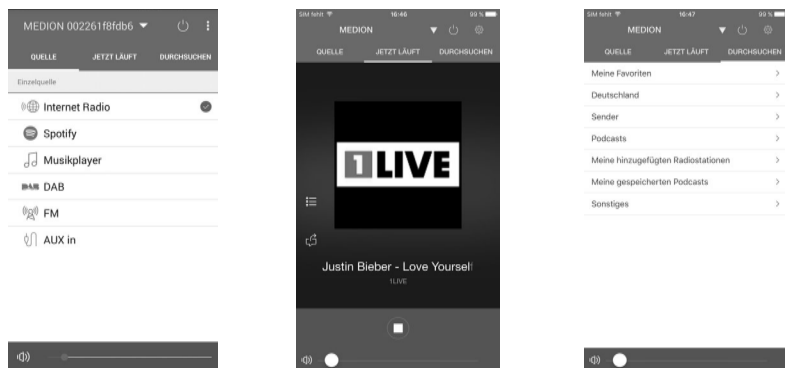 MEDION 002261f8fdb6
QUELLE JETZT LÄUFT DURCHSUCHEN
Einzelquelle
Internet Radio
Spotify
Musikplayer
DAB DAB
FM
AUX in
SIM fehlt 16:46 99 %
MEDION
QUELLE JETZT LÄUFT DURCHSUCHEN
1LIVE
Justin Bieber - Love Yourself
1LIVE
SIM fehlt 16:47 99 %
MEDION
QUELLE JETZT LÄUFT DURCHSUCHEN
Meine Favoriten
Deutschland
Sender
Podcasts
Meine hinzugefügten Radiostationen
Meine gespeicherten Podcasts
Sonstiges